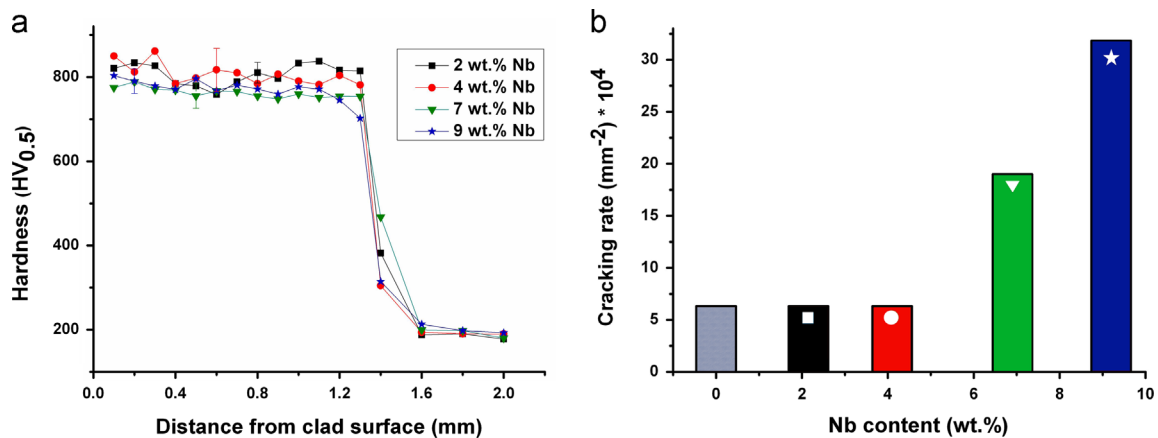 a
Hardness (HV0.5)
800
600
400
200
0.0 0.4 0.8 1.2 1.6 2.0
Distance from clad surface (mm)
2 wt.% Nb
4 wt.% Nb
7 wt.% Nb
9 wt.% Nb
b
Cracking rate (mm-2) * 10^4
30
25
20
15
10
5
0
0 2 4 6 8 10
Nb content (wt.%)